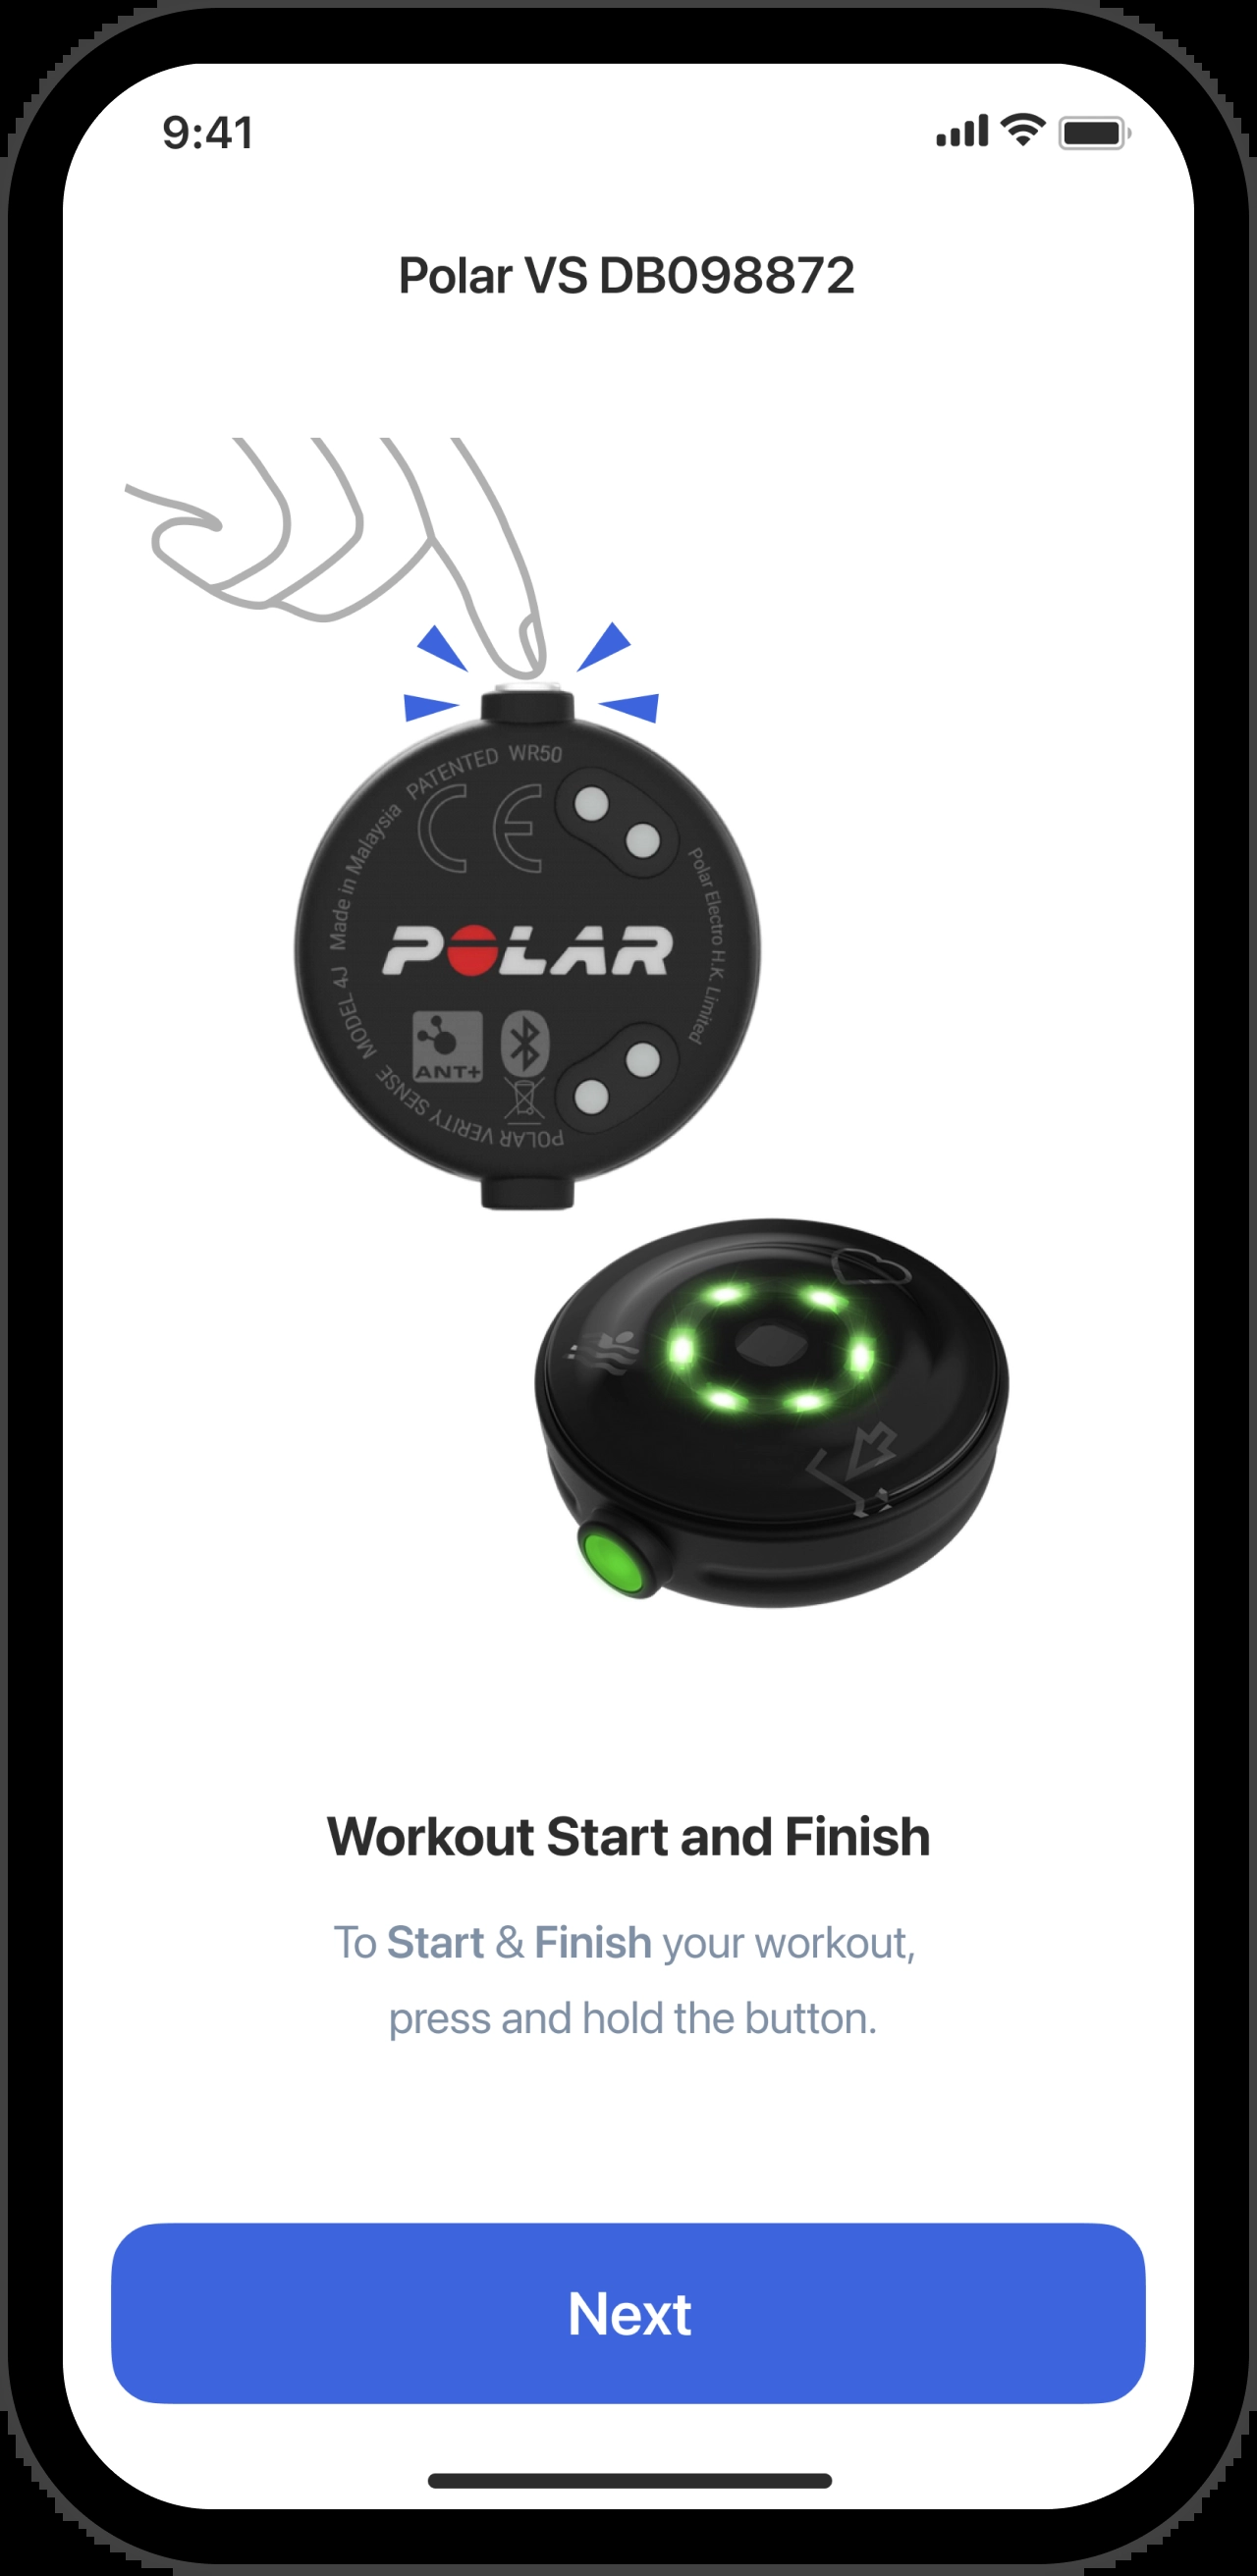 9:41
Polar VS DB098872
PATENTED WR50
Made in Malaysia
CE
Polar Electro H.K. Limited
POLAR
MODEL 4J
ANT+
POLAR VERITY SENSE
Workout Start and Finish
To Start & Finish your workout,
press and hold the button.
Next